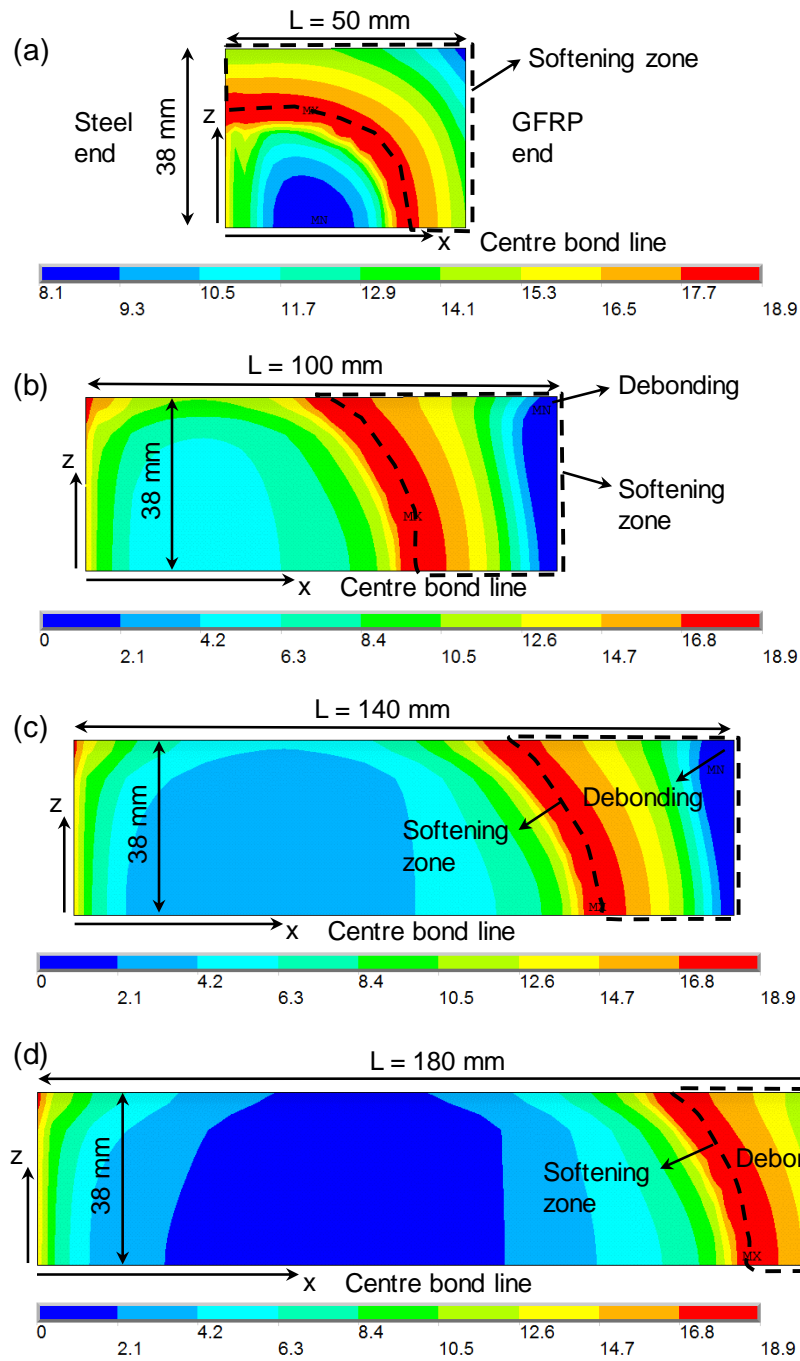 (a)
L = 50 mm
Softening zone
Steel
end
z
38 mm
MX
GFRP
end
MN
x
Centre bond line
8.1
9.3
10.5
11.7
12.9
14.1
15.3
16.5
17.7
18.9
(b)
L = 100 mm
Debonding
MN
z
38 mm
Softening
zone
MX
x
Centre bond line
0
2.1
4.2
6.3
8.4
10.5
12.6
14.7
16.8
18.9
(c)
L = 140 mm
MN
z
38 mm
Debonding
Softening
zone
MX
x
Centre bond line
0
2.1
4.2
6.3
8.4
10.5
12.6
14.7
16.8
18.9
(d)
L = 180 mm
z
38 mm
Softening
zone
Debon
MX
x
Centre bond line
0
2.1
4.2
6.3
8.4
10.5
12.6
14.7
16.8
18.9